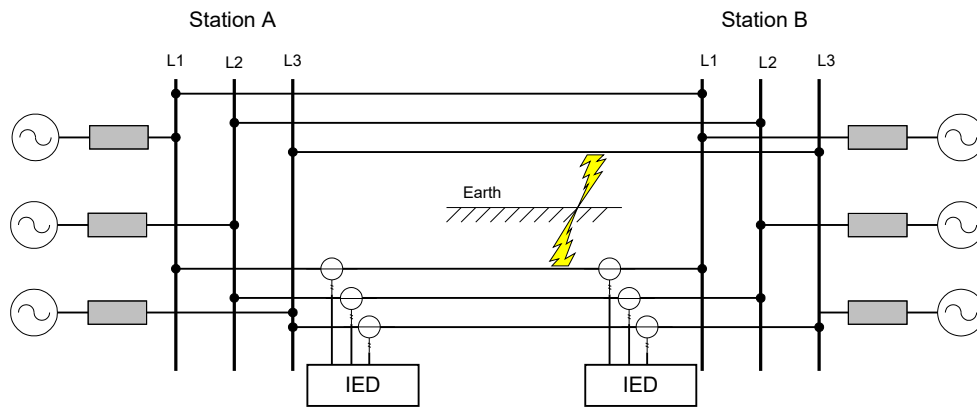 Station A
Station B
L1
L2
L3
L1
L2
L3
Earth
IED
IED